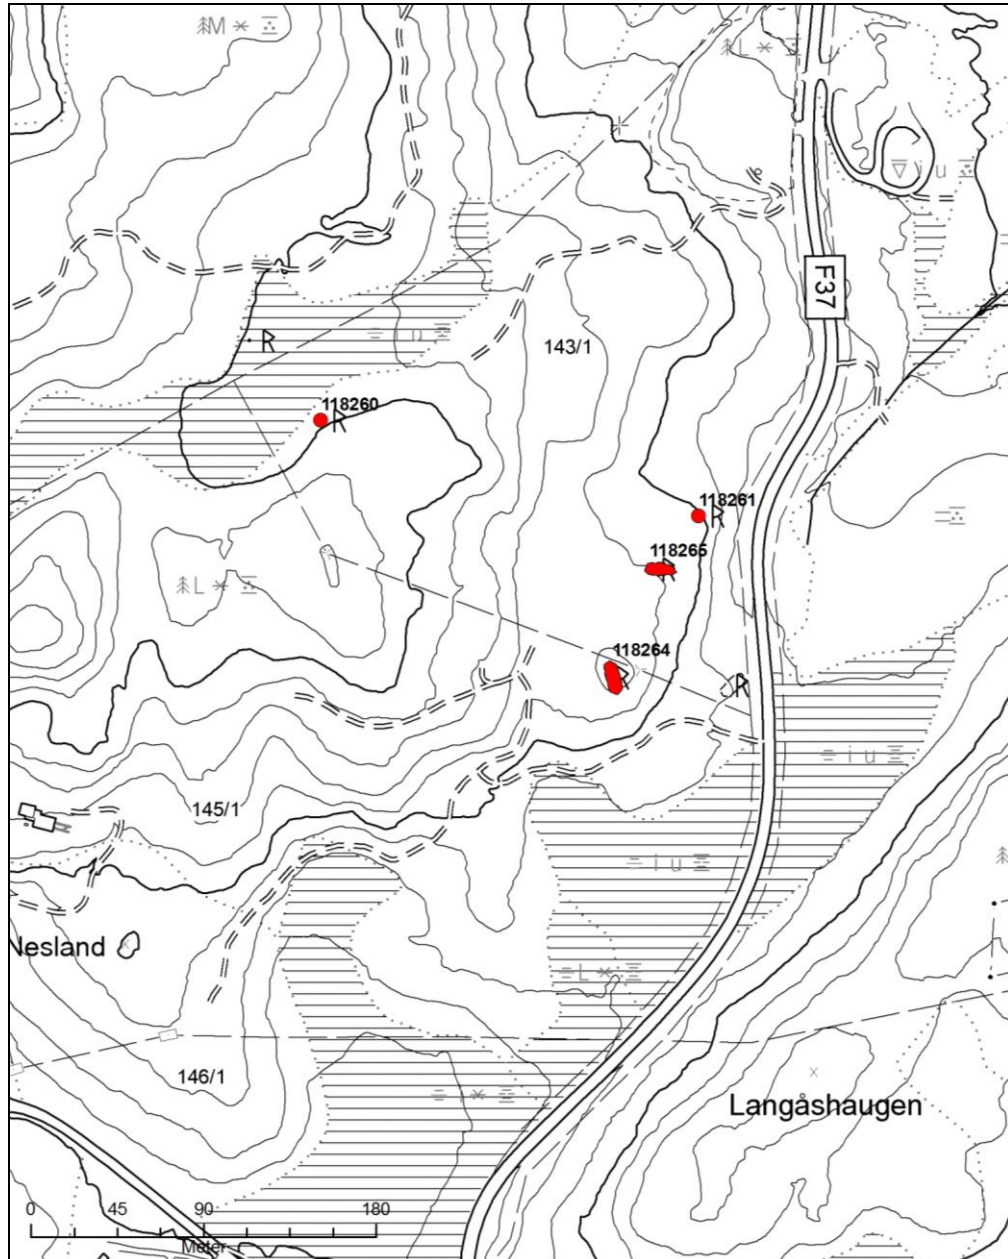 M
L
i u
F37
143/1
i u
R
118260
R
118261
R
118265
R
L
118264
R
R
i u
145/1
i u
Nesland
L
146/1
Langåshaugen
0 45 90 180
Meter